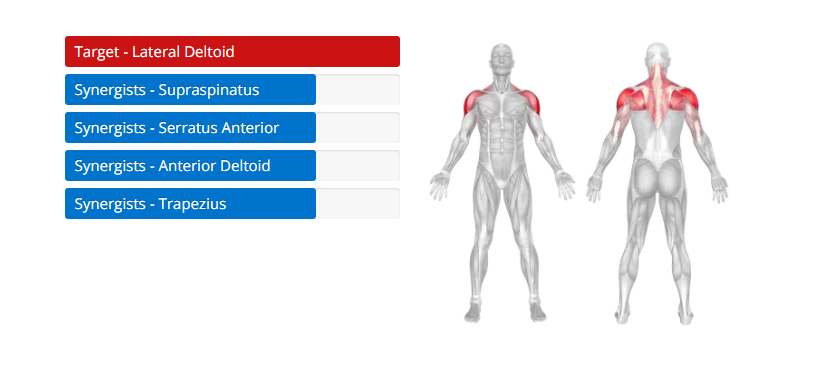 Target - Lateral Deltoid
Synergists - Supraspinatus
Synergists - Serratus Anterior
Synergists - Anterior Deltoid
Synergists - Trapezius